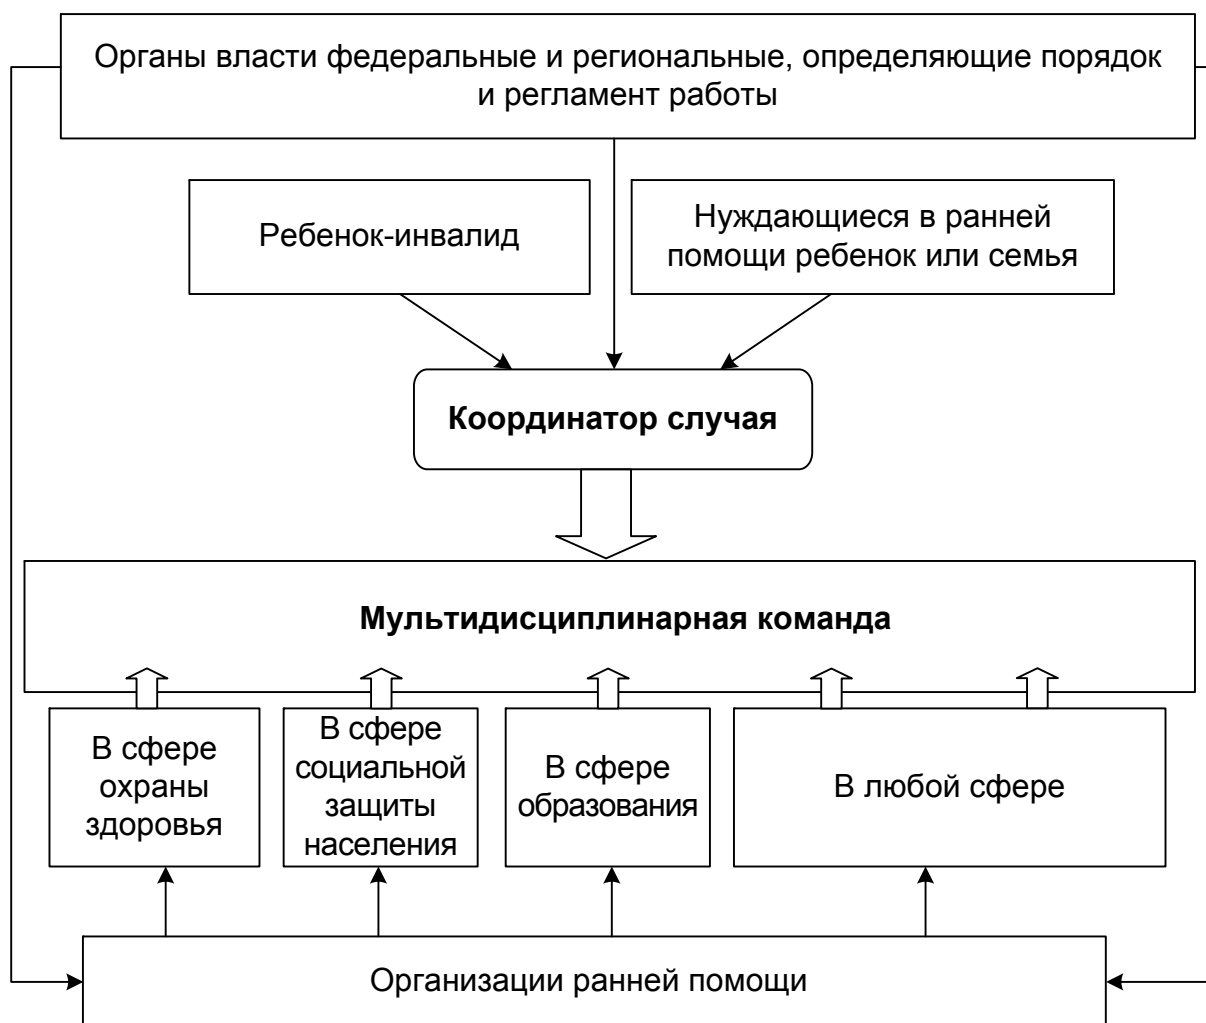 Органы власти федеральные и региональные, определяющие порядок
и регламент работы
Ребенок-инвалид
Нуждающиеся в ранней
помощи ребенок или семья
Координатор случая
Мультидисциплинарная команда
В сфере
охраны
здоровья
В сфере
социальной
защиты
населения
В сфере
образования
В любой сфере
Организации ранней помощи